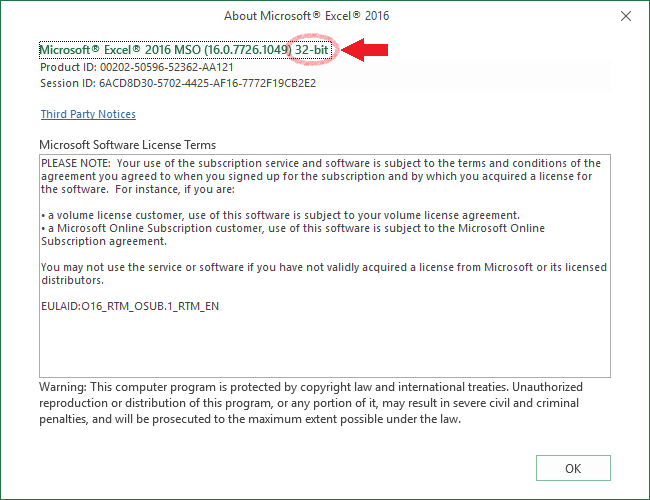 About Microsoft® Excel® 2016
Microsoft® Excel® 2016 MSO (16.0.7726.1049) 32-bit
Product ID: 00202-50596-52362-AA121
Session ID: 6ACD8D30-5702-4425-AF16-7772F19CB2E2
Third Party Notices
Microsoft Software License Terms
PLEASE NOTE:  Your use of the subscription service and software is subject to the terms and conditions of the
agreement you agreed to when you signed up for the subscription and by which you acquired a license for
the software.  For instance, if you are:
• a volume license customer, use of this software is subject to your volume license agreement.
• a Microsoft Online Subscription customer, use of this software is subject to the Microsoft Online
Subscription agreement.
You may not use the service or software if you have not validly acquired a license from Microsoft or its licensed
distributors.
EULAID:O16_RTM_OSUB.1_RTM_EN
Warning: This computer program is protected by copyright law and international treaties. Unauthorized
reproduction or distribution of this program, or any portion of it, may result in severe civil and criminal
penalties, and will be prosecuted to the maximum extent possible under the law.
OK